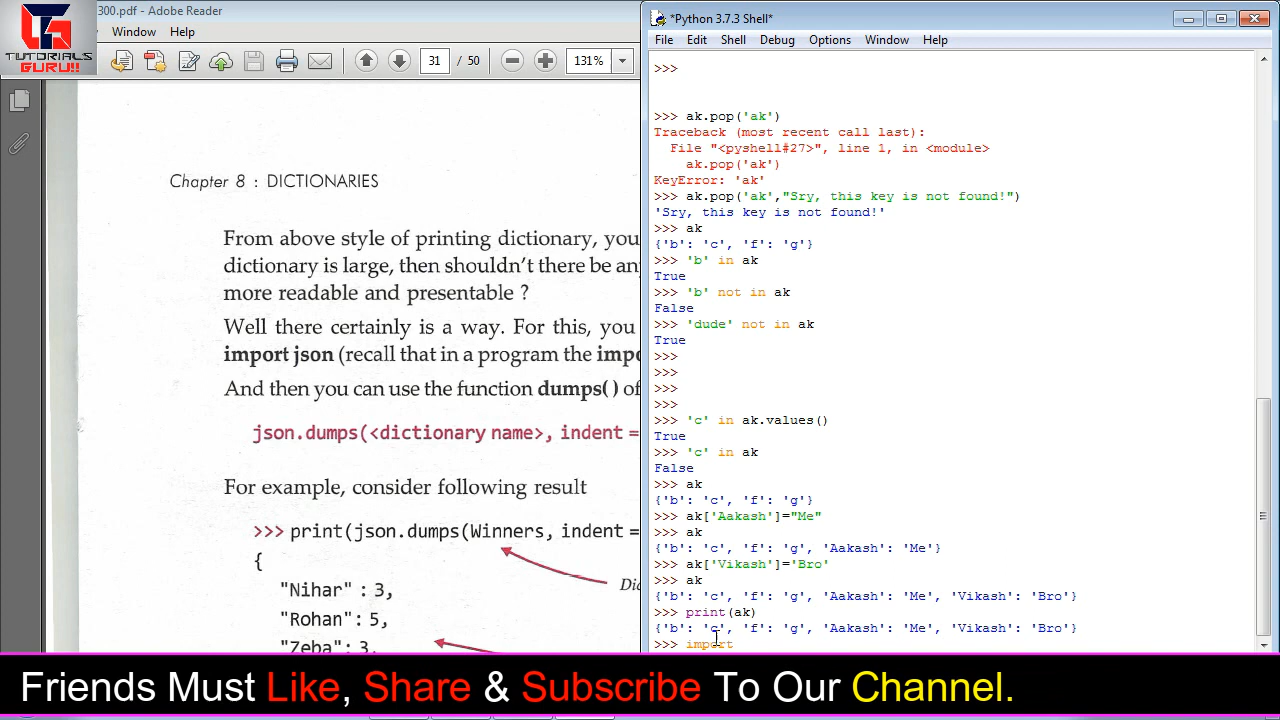 TG
TUTORIALS
GURU!!
300.pdf - Adobe Reader
Window Help
31 / 50 131%
Chapter 8 : DICTIONARIES
From above style of printing dictionary, you
dictionary is large, then shouldn't there be any
more readable and presentable ?
Well there certainly is a way. For this, you
import json (recall that in a program the impo
And then you can use the function dumps( ) of
json.dumps(<dictionary name>, indent =
For example, consider following result
>>> print(json.dumps(Winners, indent =
{
"Nihar" : 3,
"Rohan": 5,
"Zeba": 3,
*Python 3.7.3 Shell*
File Edit Shell Debug Options Window Help
>>>
>>> ak.pop('ak')
Traceback (most recent call last):
File "<pyshell#27>", line 1, in <module>
ak.pop('ak')
KeyError: 'ak'
>>> ak.pop('ak',"Sry, this key is not found!")
'Sry, this key is not found!'
>>> ak
{'b': 'c', 'f': 'g'}
>>> 'b' in ak
True
>>> 'b' not in ak
False
>>> 'dude' not in ak
True
>>>
>>>
>>>
>>>
>>> 'c' in ak.values()
True
>>> 'c' in ak
False
>>> ak
{'b': 'c', 'f': 'g'}
>>> ak['Aakash']="Me"
>>> ak
{'b': 'c', 'f': 'g', 'Aakash': 'Me'}
>>> ak['Vikash']='Bro'
>>> ak
{'b': 'c', 'f': 'g', 'Aakash': 'Me', 'Vikash': 'Bro'}
>>> print(ak)
{'b': 'c', 'f': 'g', 'Aakash': 'Me', 'Vikash': 'Bro'}
>>> import
Friends Must Like, Share & Subscribe To Our Channel.